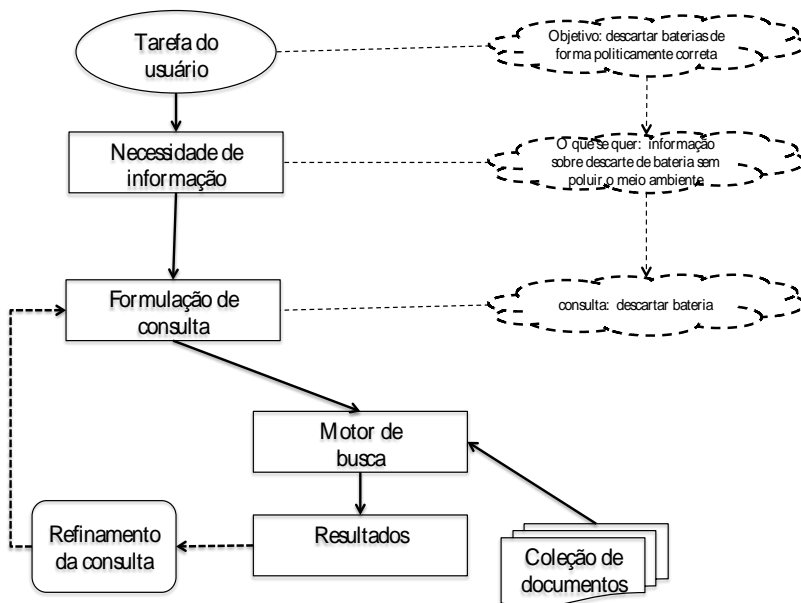 Tarefa do
usuário
Objetivo: descartar baterias de
forma politicamente correta
Necessidade de
informação
O que se quer: informação
sobre descarte de bateria sem
poluir o meio ambiente
Formulação de
consulta
consulta: descartar bateria
Motor de
busca
Refinamento
da consulta
Resultados
Coleção de
documentos